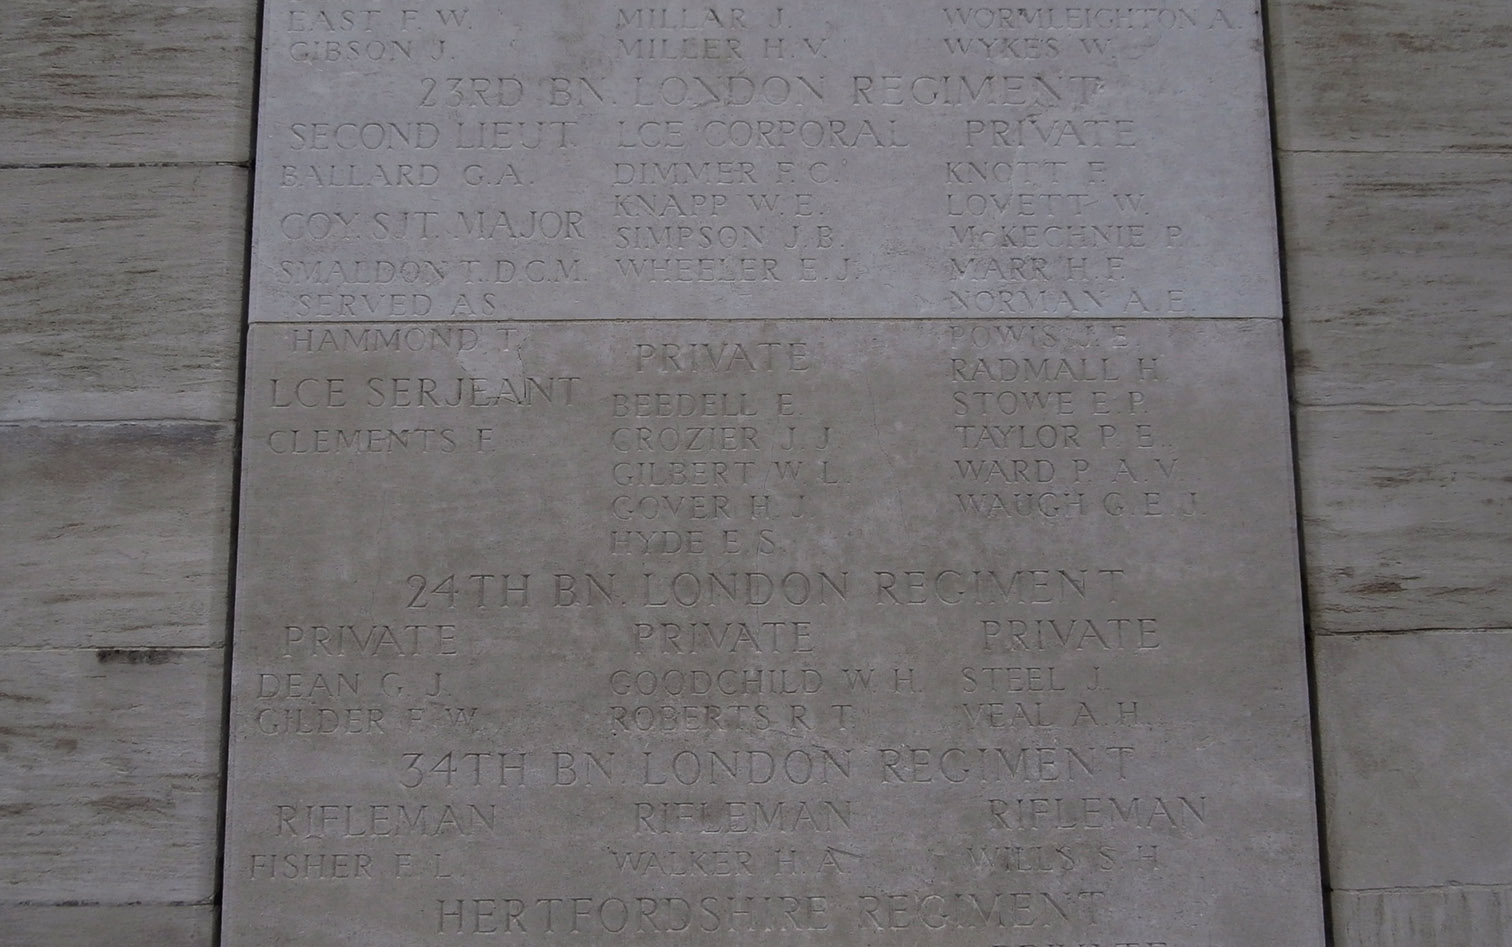 EAST F. W.
GIBSON J.
MILLAR J.
MILLER H. V.
WORMLEIGHTON A.
WYKES W.
23RD BN. LONDON REGIMENT
SECOND LIEUT.
BALLARD G. A.
COY. SJT. MAJOR
SMALDON T. D.C.M.
SERVED AS
HAMMOND T.
LCE SERJEANT
CLEMENTS F.
LCE CORPORAL
DIMMER F. C.
KNAPP W. E.
SIMPSON J. B.
WHEELER E. J.
PRIVATE
BEEDELL E.
CROZIER J. J.
GILBERT W. L.
GOVER H. J.
HYDE E. S.
PRIVATE
KNOTT F.
LOVETT W.
McKECHNIE P.
MARR H. F.
NORMAN A. E.
POWIS J. E.
RADMALL H.
STOWE E. P.
TAYLOR P. E.
WARD P. A. V.
WAUGH G. E. J.
24TH BN. LONDON REGIMENT
PRIVATE
DEAN G. J.
GILDER F. W.
PRIVATE
GOODCHILD W. H.
ROBERTS R. T.
PRIVATE
STEEL J.
VEAL A. H.
34TH BN. LONDON REGIMENT
RIFLEMAN
FISHER E. L.
RIFLEMAN
WALKER H. A.
RIFLEMAN
WILLS S. H.
HERTFORDSHIRE REGIMENT
PRIVATE